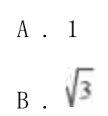 A . 1
B . √3